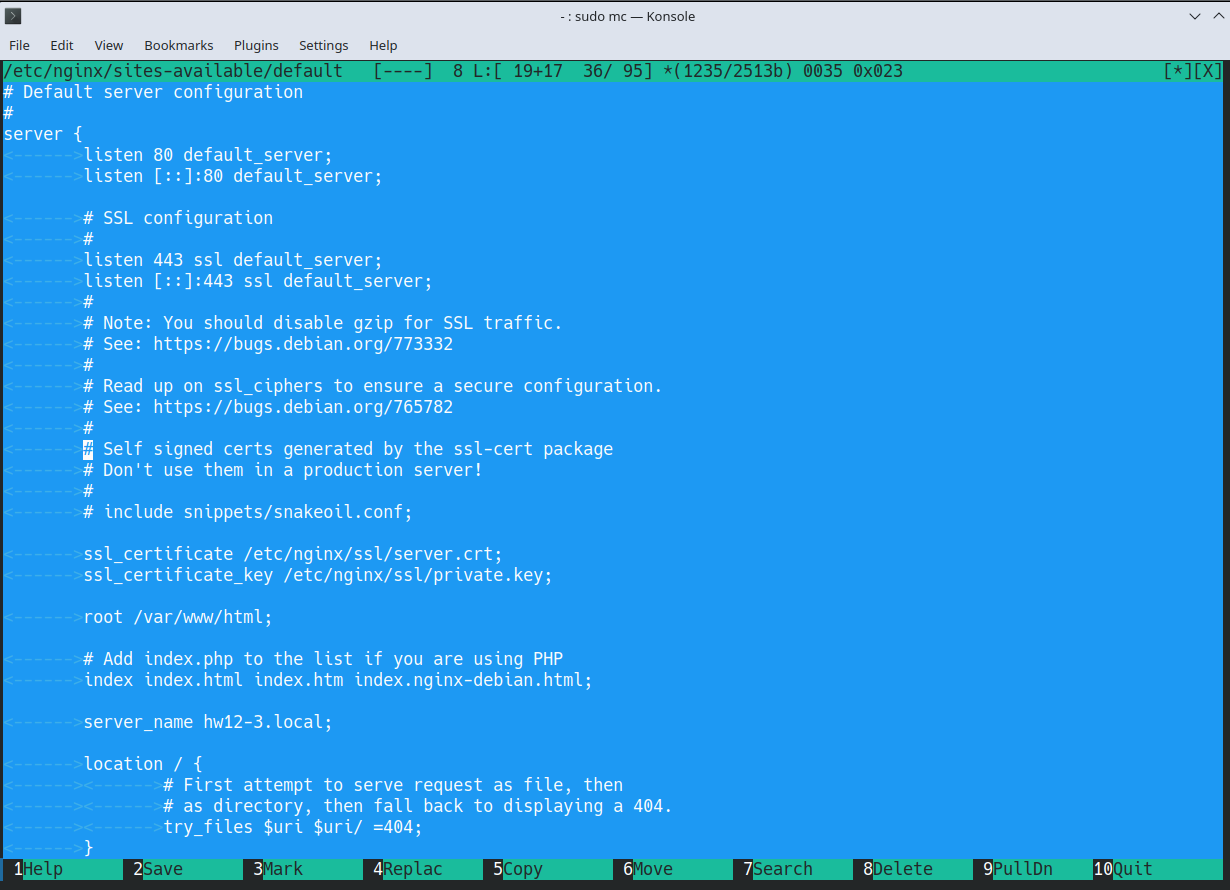 - : sudo mc — Konsole
File Edit View Bookmarks Plugins Settings Help
/etc/nginx/sites-available/default [----] 8 L:[ 19+17 36/ 95] *(1235/2513b) 0035 0x023 [*][X]
# Default server configuration
#
server {
<------>listen 80 default_server;
<------>listen [::]:80 default_server;
<------># SSL configuration
<------>#
<------>listen 443 ssl default_server;
<------>listen [::]:443 ssl default_server;
<------>#
<------># Note: You should disable gzip for SSL traffic.
<------># See: https://bugs.debian.org/773332
<------>#
<------># Read up on ssl_ciphers to ensure a secure configuration.
<------># See: https://bugs.debian.org/765782
<------>#
<------># Self signed certs generated by the ssl-cert package
<------># Don't use them in a production server!
<------>#
<------># include snippets/snakeoil.conf;
<------>ssl_certificate /etc/nginx/ssl/server.crt;
<------>ssl_certificate_key /etc/nginx/ssl/private.key;
<------>root /var/www/html;
<------># Add index.php to the list if you are using PHP
<------>index index.html index.htm index.nginx-debian.html;
<------>server_name hw12-3.local;
<------>location / {
<------><------># First attempt to serve request as file, then
<------><------># as directory, then fall back to displaying a 404.
<------><------>try_files $uri $uri/ =404;
<------>}
1Help 2Save 3Mark 4Replac 5Copy 6Move 7Search 8Delete 9PullDn 10Quit